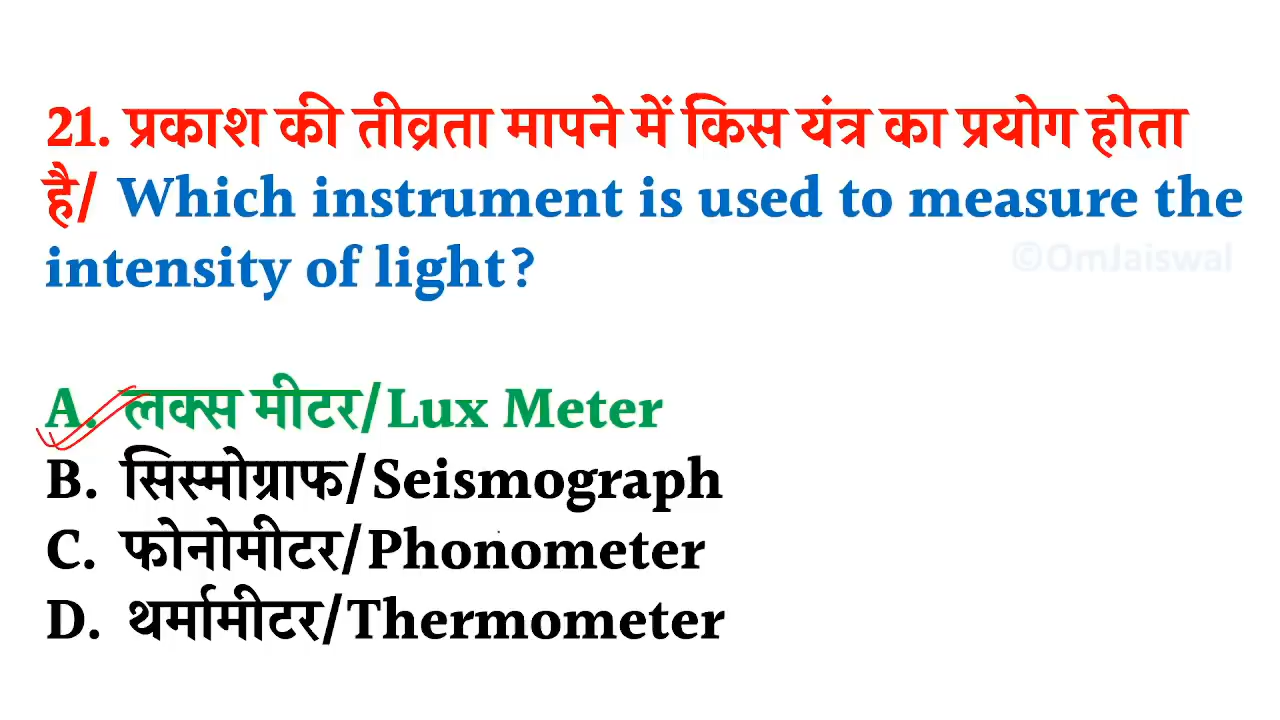 21. प्रकाश की तीव्रता मापने में किस यंत्र का प्रयोग होता
है/ Which instrument is used to measure the
intensity of light?
©OmJaiswal
A. लक्स मीटर/Lux Meter
B. सिस्मोग्राफ/Seismograph
C. फोनोमीटर/Phonometer
D. थर्मामीटर/Thermometer